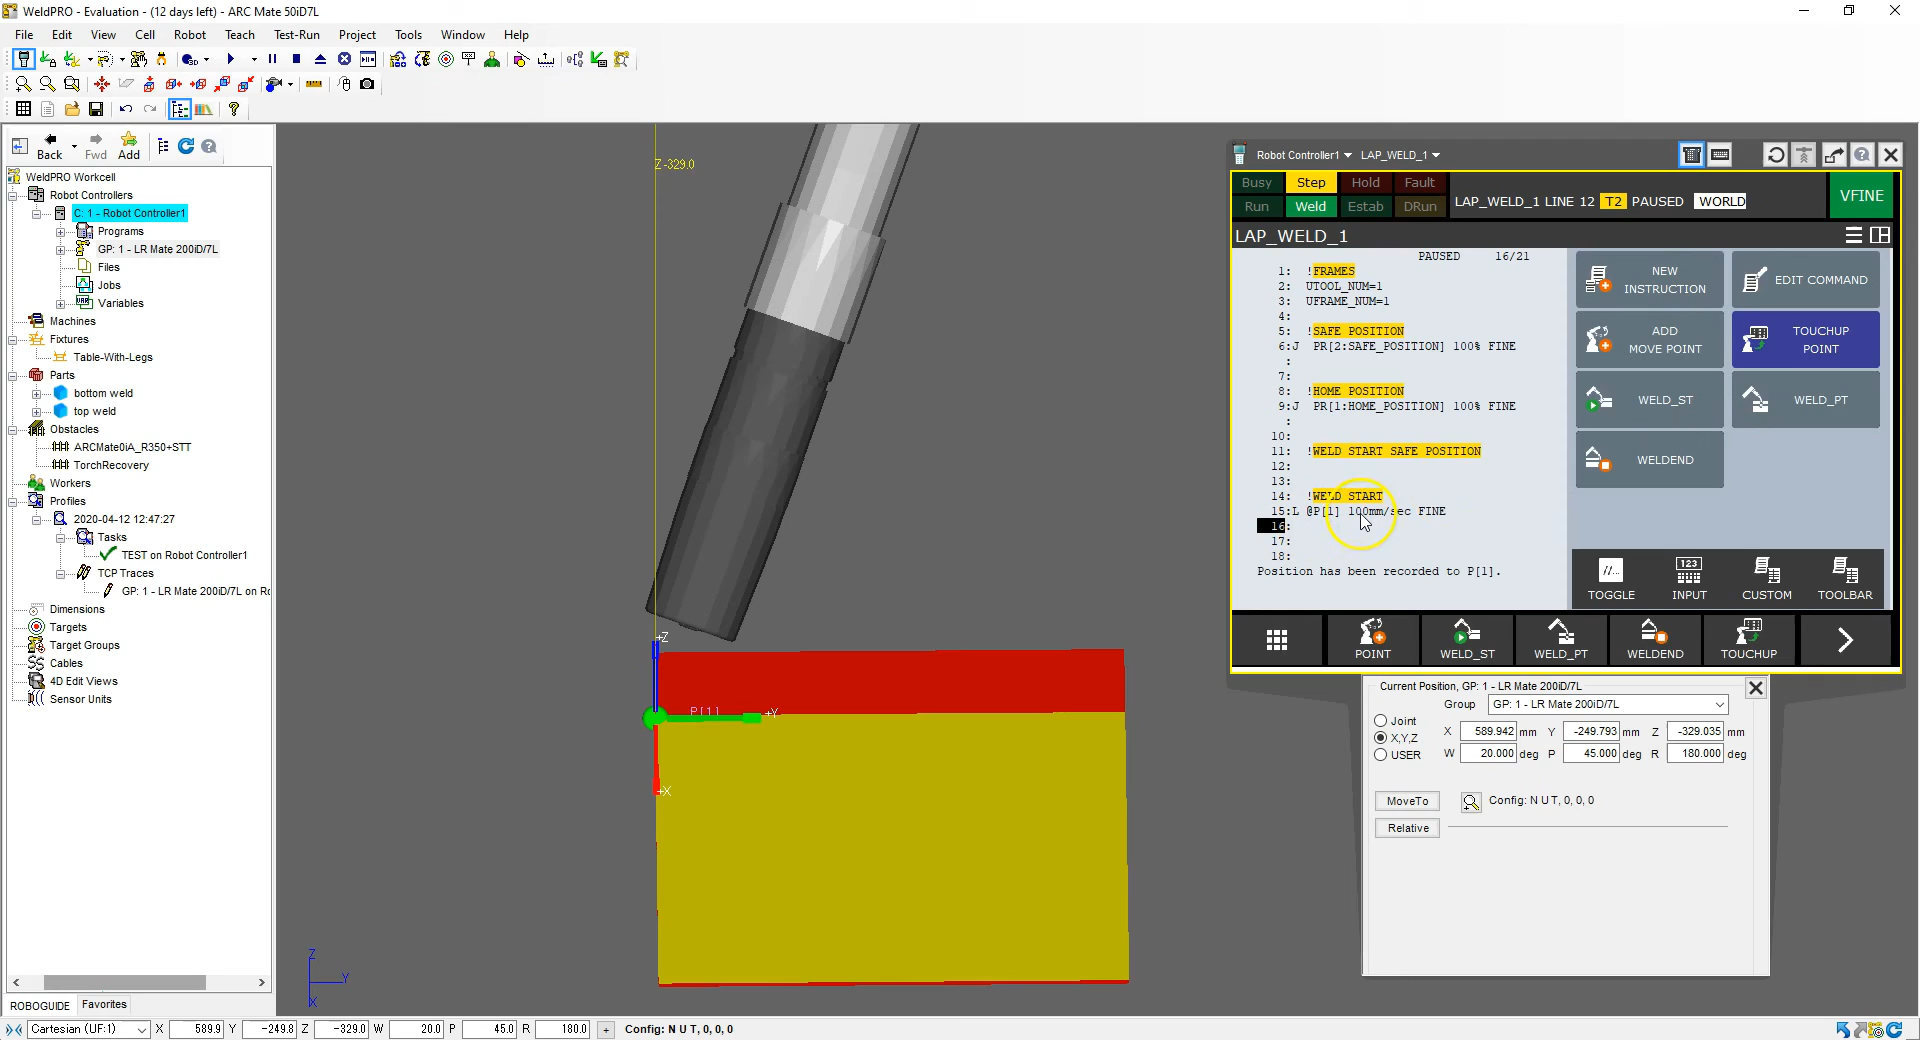 WeldPRO - Evaluation - (12 days left) - ARC Mate 50iD7L
File Edit View Cell Robot Teach Test-Run Project Tools Window Help
Back Fwd Add
WeldPRO Workcell
Robot Controllers
C: 1 - Robot Controller1
Programs
GP: 1 - LR Mate 200iD/7L
Files
Jobs
Variables
Machines
Fixtures
Table-With-Legs
Parts
bottom weld
top weld
Obstacles
ARCMate0iA_R350+STT
TorchRecovery
Workers
Profiles
2020-04-12 12:47:27
Tasks
TEST on Robot Controller1
TCP Traces
GP: 1 - LR Mate 200iD/7L on Rc
Dimensions
Targets
Target Groups
Cables
4D Edit Views
Sensor Units
ROBOGUIDE Favorites
Z -329.0
+Z
P[1] +Y
+X
Z
Y
X
Robot Controller1 LAP_WELD_1
Busy Step Hold Fault
Run Weld Estab DRun
LAP_WELD_1 LINE 12 T2 PAUSED WORLD
VFINE
LAP_WELD_1
PAUSED 16/21
1: !FRAMES
2: UTOOL_NUM=1
3: UFRAME_NUM=1
4:
5: !SAFE POSITION
6:J PR[2:SAFE_POSITION] 100% FINE
:
7:
8: !HOME POSITION
9:J PR[1:HOME_POSITION] 100% FINE
:
10:
11: !WELD START SAFE POSITION
12:
13:
14: !WELD START
15:L @P[1] 100mm/sec FINE
16:
17:
18:
Position has been recorded to P[1].
NEW INSTRUCTION
EDIT COMMAND
ADD MOVE POINT
TOUCHUP POINT
WELD_ST
WELD_PT
WELDEND
TOGGLE INPUT CUSTOM TOOLBAR
POINT WELD_ST WELD_PT WELDEND TOUCHUP
Current Position, GP: 1 - LR Mate 200iD/7L
Group GP: 1 - LR Mate 200iD/7L
Joint
X,Y,Z
USER
X 589.942 mm Y -249.793 mm Z -329.035 mm
W 20.000 deg P 45.000 deg R 180.000 deg
MoveTo
Config: N U T, 0, 0, 0
Relative
Cartesian (UF:1) X 589.9 Y -249.8 Z -329.0 W 20.0 P 45.0 R 180.0 + Config: N U T, 0, 0, 0